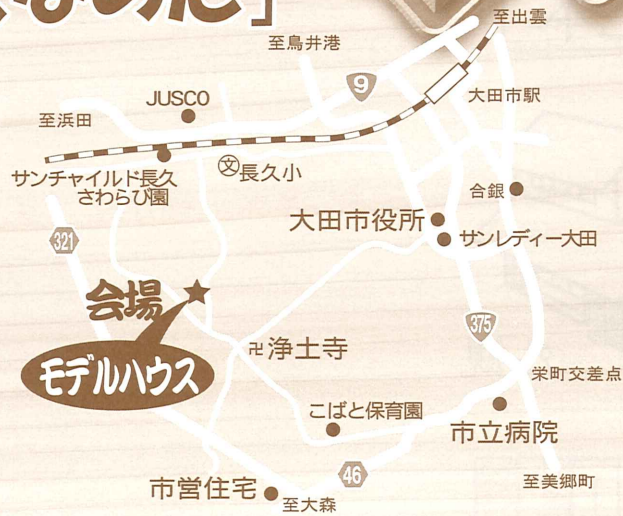 なめだ」
至出雲
至鳥井港
9
JUSCO
大田市駅
至浜田
文
長久小
サンチャイルド長久
さわらび園
合銀
大田市役所
サンレディー大田
321
会場
375
卍浄土寺
モデルハウス
栄町交差点
こばと保育園
市立病院
46
至美郷町
市営住宅
至大森